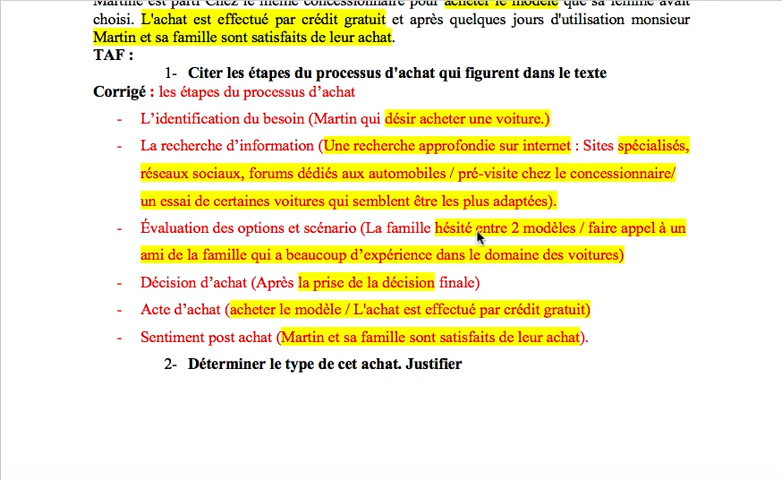 Martine est parti Chez le même concessionnaire pour acheter le modèle que sa femme avait
choisi. L'achat est effectué par crédit gratuit et après quelques jours d'utilisation monsieur
Martin et sa famille sont satisfaits de leur achat.
TAF :
1- Citer les étapes du processus d'achat qui figurent dans le texte
Corrigé : les étapes du processus d’achat
- L’identification du besoin (Martin qui désir acheter une voiture.)
- La recherche d’information (Une recherche approfondie sur internet : Sites spécialisés,
réseaux sociaux, forums dédiés aux automobiles / pré-visite chez le concessionnaire/
un essai de certaines voitures qui semblent être les plus adaptées).
- Évaluation des options et scénario (La famille hésité entre 2 modèles / faire appel à un
ami de la famille qui a beaucoup d’expérience dans le domaine des voitures)
- Décision d’achat (Après la prise de la décision finale)
- Acte d’achat (acheter le modèle / L'achat est effectué par crédit gratuit)
- Sentiment post achat (Martin et sa famille sont satisfaits de leur achat).
2- Déterminer le type de cet achat. Justifier